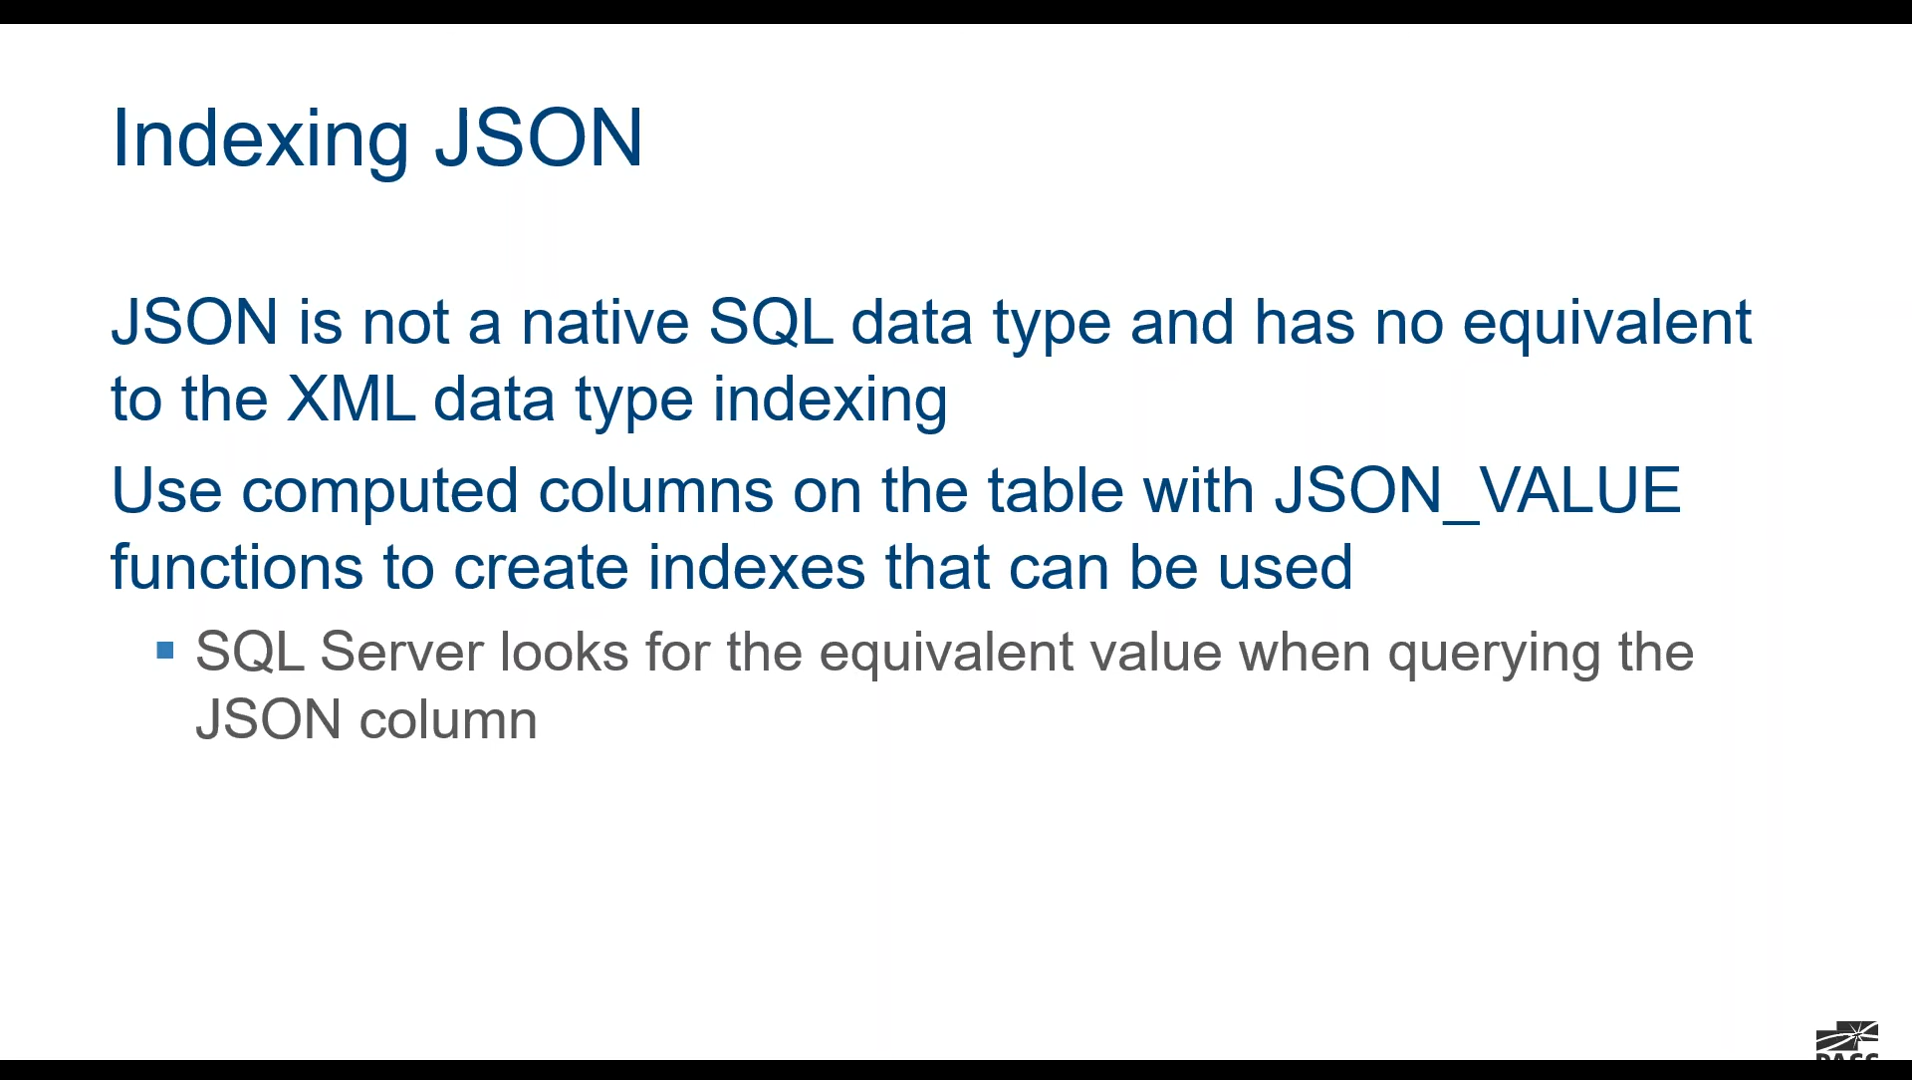 Indexing JSON
JSON is not a native SQL data type and has no equivalent
to the XML data type indexing
Use computed columns on the table with JSON_VALUE
functions to create indexes that can be used
SQL Server looks for the equivalent value when querying the
JSON column
PASS